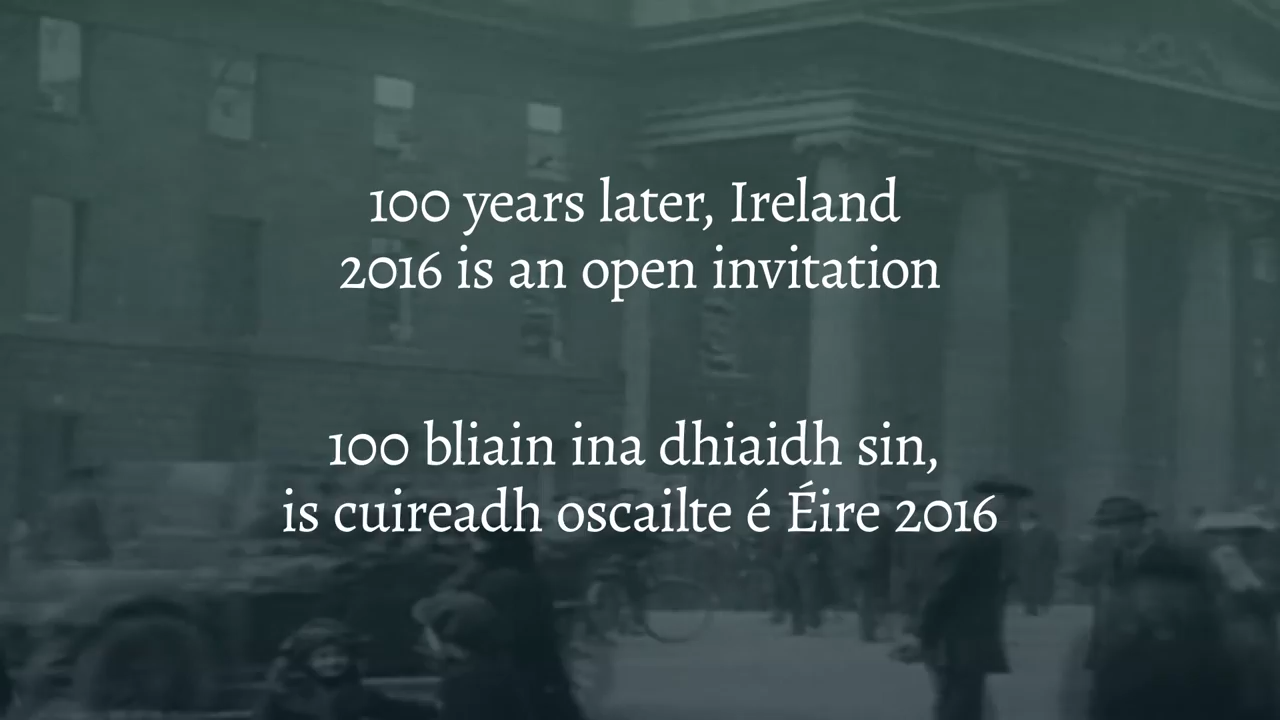 100 years later, Ireland
2016 is an open invitation
100 bliain ina dhiaidh sin,
is cuireadh oscailte é Éire 2016